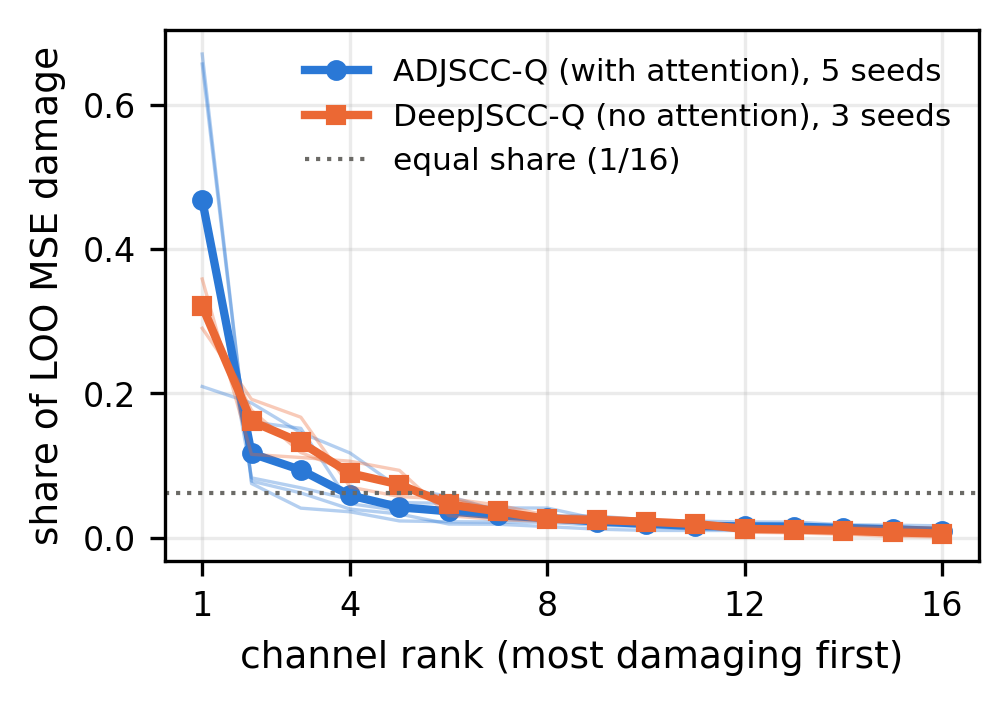 share of LOO MSE damage
0.6
0.4
0.2
0.0
ADJSCC-Q (with attention), 5 seeds
DeepJSCC-Q (no attention), 3 seeds
equal share (1/16)
1 4 8 12 16
channel rank (most damaging first)